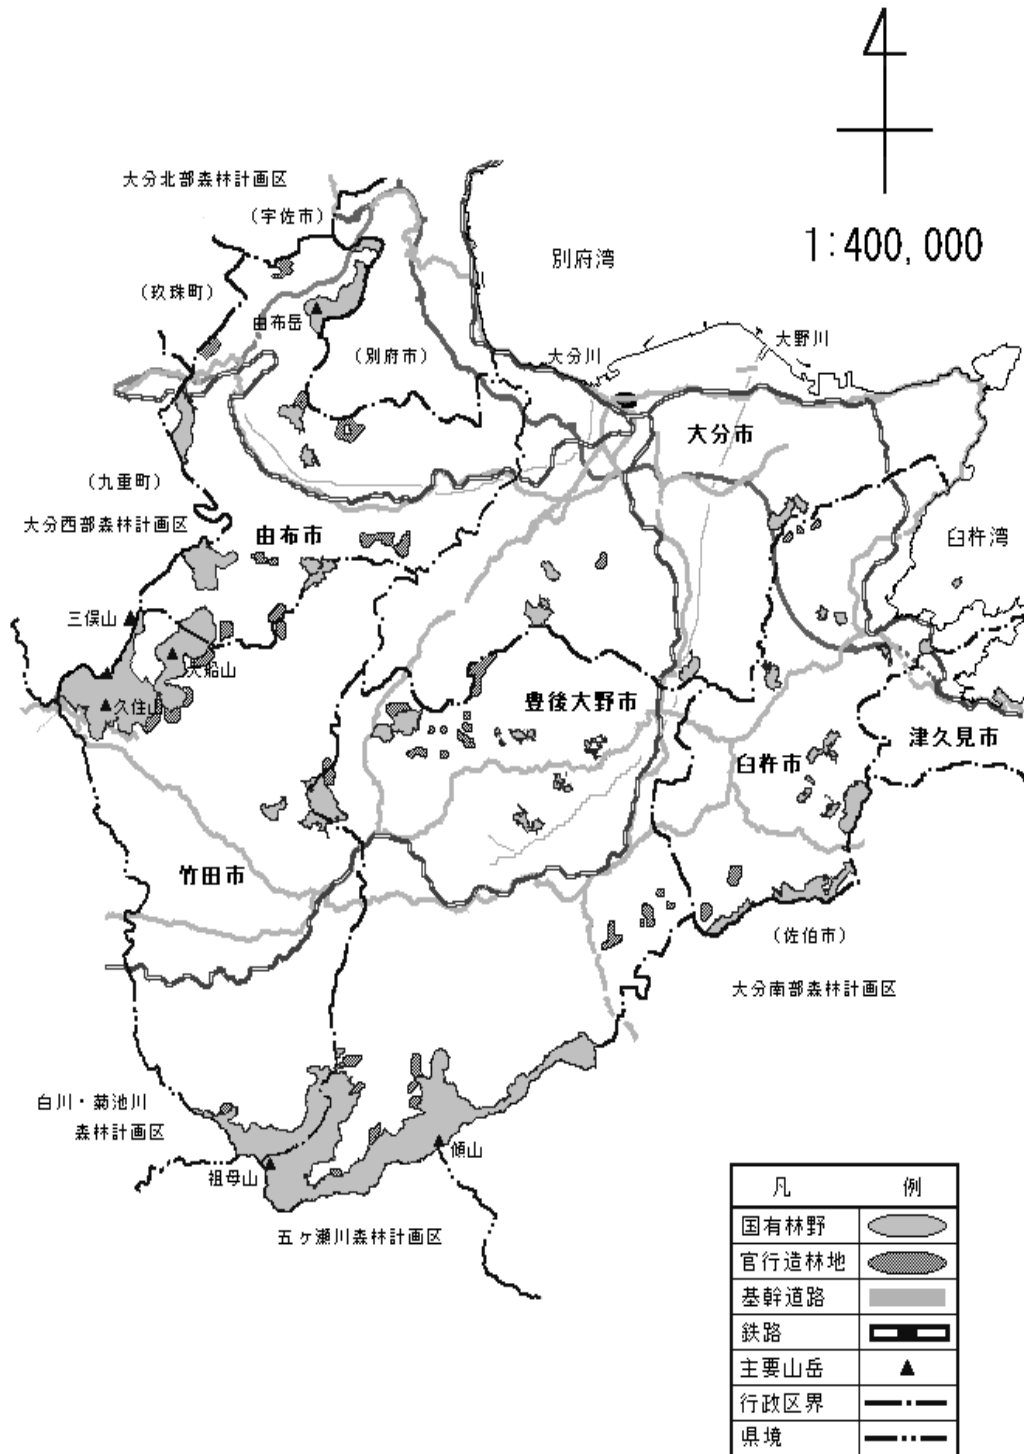 大分北部森林計画区
(宇佐市)
1:400,000
別府湾
(玖珠町)
由布岳
(別府市)
大分川
大野川
大分市
(九重町)
大分西部森林計画区
由布市
臼杵湾
三俣山
大船山
久住山
豊後大野市
津久見市
臼杵市
竹田市
(佐伯市)
大分南部森林計画区
白川・菊池川
森林計画区
祖母山
傾山
五ヶ瀬川森林計画区
凡 例
国有林野
官行造林地
基幹道路
鉄路
主要山岳
行政区界
県境